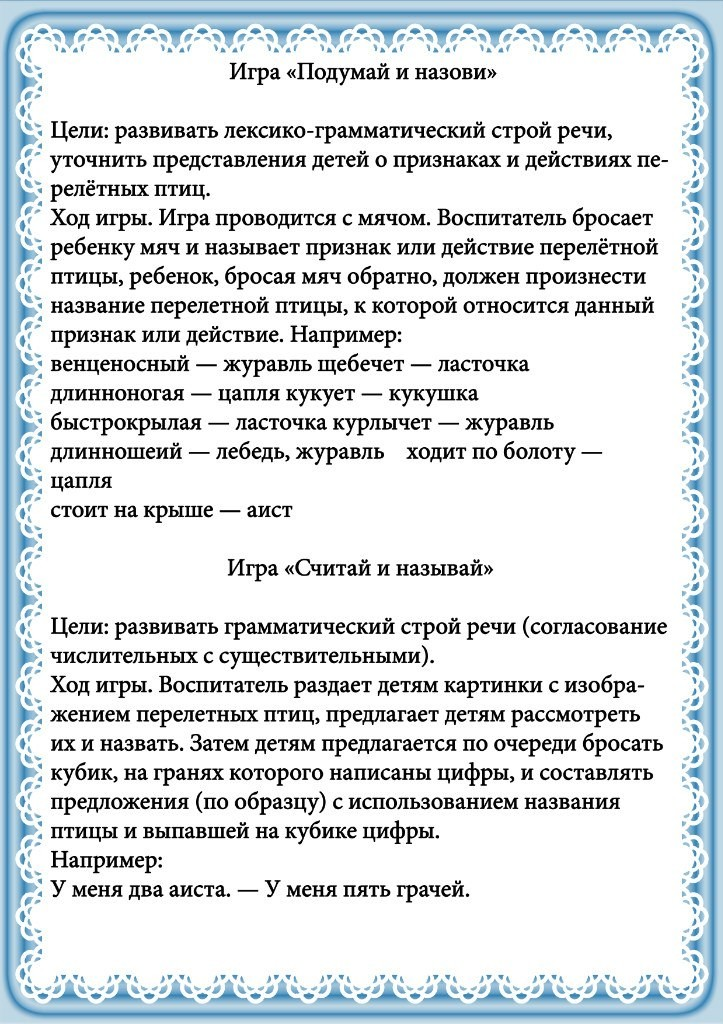 Игра «Подумай и назови»
Цели: развивать лексико-грамматический строй речи,
уточнить представления детей о признаках и действиях пе-
релётных птиц.
Ход игры. Игра проводится с мячом. Воспитатель бросает
ребенку мяч и называет признак или действие перелётной
птицы, ребенок, бросая мяч обратно, должен произнести
название перелетной птицы, к которой относится данный
признак или действие. Например:
венценосный — журавль щебечет — ласточка
длинноногая — цапля кукует — кукушка
быстрокрылая — ласточка курлычет — журавль
длинношеий — лебедь, журавль ходит по болоту —
цапля
стоит на крыше — аист
Игра «Считай и называй»
Цели: развивать грамматический строй речи (согласование
числительных с существительными).
Ход игры. Воспитатель раздает детям картинки с изобра-
жением перелетных птиц, предлагает детям рассмотреть
их и назвать. Затем детям предлагается по очереди бросать
кубик, на гранях которого написаны цифры, и составлять
предложения (по образцу) с использованием названия
птицы и выпавшей на кубике цифры.
Например:
У меня два аиста. — У меня пять грачей.